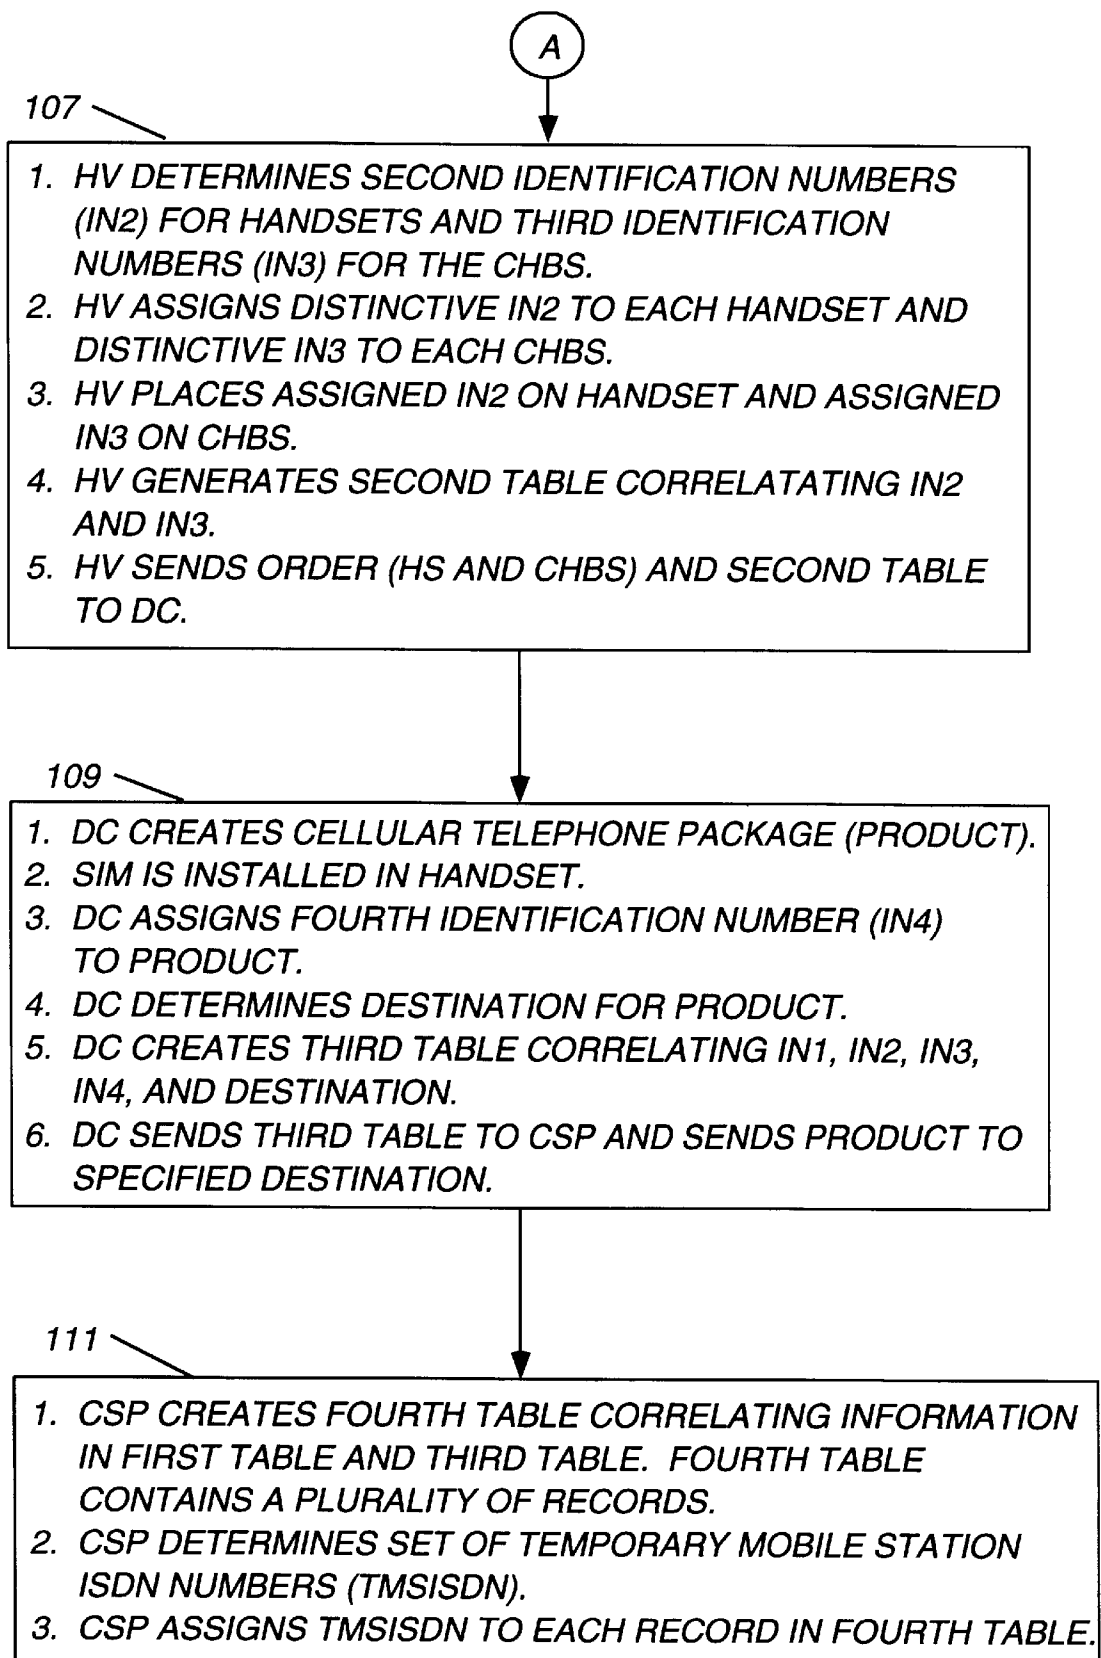 A
107
1. HV DETERMINES SECOND IDENTIFICATION NUMBERS
(IN2) FOR HANDSETS AND THIRD IDENTIFICATION
NUMBERS (IN3) FOR THE CHBS.
2. HV ASSIGNS DISTINCTIVE IN2 TO EACH HANDSET AND
DISTINCTIVE IN3 TO EACH CHBS.
3. HV PLACES ASSIGNED IN2 ON HANDSET AND ASSIGNED
IN3 ON CHBS.
4. HV GENERATES SECOND TABLE CORRELATATING IN2
AND IN3.
5. HV SENDS ORDER (HS AND CHBS) AND SECOND TABLE
TO DC.
109
1. DC CREATES CELLULAR TELEPHONE PACKAGE (PRODUCT).
2. SIM IS INSTALLED IN HANDSET.
3. DC ASSIGNS FOURTH IDENTIFICATION NUMBER (IN4)
TO PRODUCT.
4. DC DETERMINES DESTINATION FOR PRODUCT.
5. DC CREATES THIRD TABLE CORRELATING IN1, IN2, IN3,
IN4, AND DESTINATION.
6. DC SENDS THIRD TABLE TO CSP AND SENDS PRODUCT TO
SPECIFIED DESTINATION.
111
1. CSP CREATES FOURTH TABLE CORRELATING INFORMATION
IN FIRST TABLE AND THIRD TABLE. FOURTH TABLE
CONTAINS A PLURALITY OF RECORDS.
2. CSP DETERMINES SET OF TEMPORARY MOBILE STATION
ISDN NUMBERS (TMSISDN).
3. CSP ASSIGNS TMSISDN TO EACH RECORD IN FOURTH TABLE.